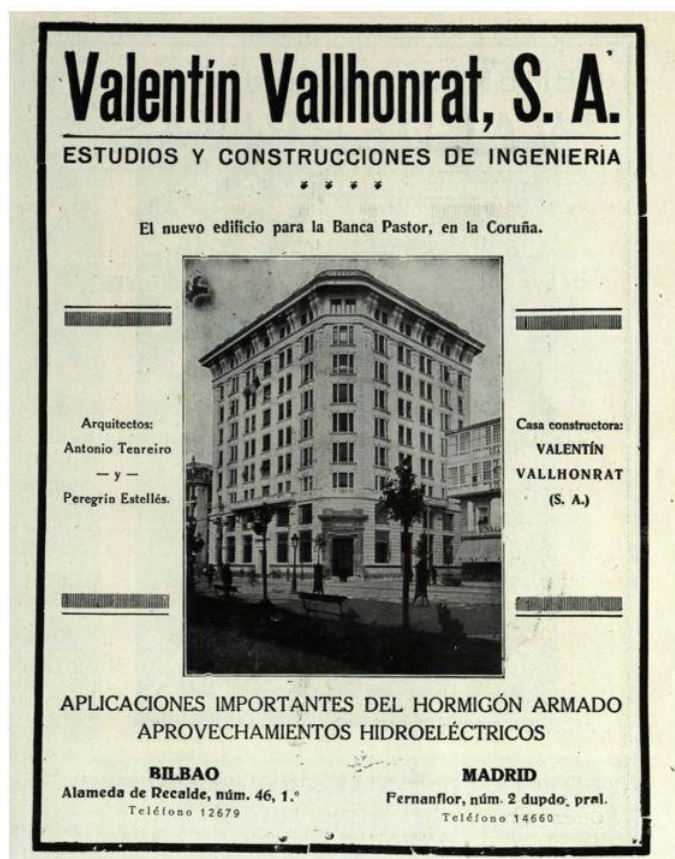 Valentín Vallhonrat, S. A.
ESTUDIOS Y CONSTRUCCIONES DE INGENIERIA
El nuevo edificio para la Banca Pastor, en la Coruña.
Arquitectos:
Antonio Tenreiro
— y —
Peregrín Estellés.
Casa constructora:
VALENTÍN
VALLHONRAT
(S. A.)
APLICACIONES IMPORTANTES DEL HORMIGÓN ARMADO
APROVECHAMIENTOS HIDROELÉCTRICOS
BILBAO
Alameda de Recalde, núm. 46, 1.º
Teléfono 12679
MADRID
Fernanflor, núm. 2 dupdo. pral.
Teléfono 14660